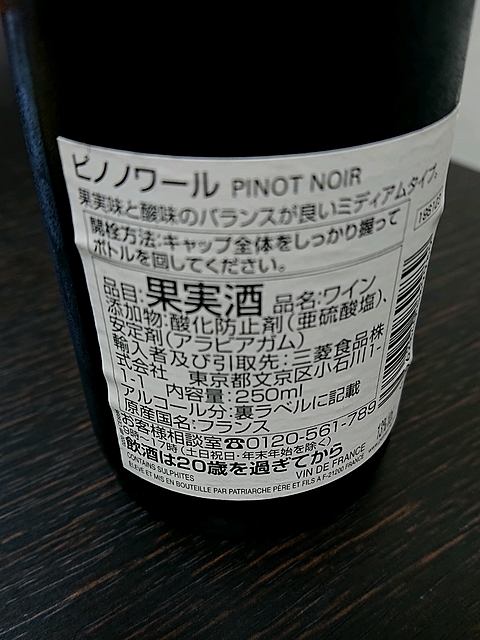 ピノノワール PINOT NOIR
果実味と酸味のバランスが良いミディアムタイプ。
開栓方法:キャップ全体をしっかり握って
ボトルを回してください。
品目:果実酒 品名:ワイン
添加物:酸化防止剤(亜硫酸塩)、
安定剤(アラビアガム)
輸入者及び引取先:三菱食品株
式会社 東京都文京区小石川1-
1-1 内容量:250ml
アルコール分:裏ラベルに記載
原産国名:フランス
お客様相談室☎0120-561-789
9時~17時(土日祝日・年末年始を除く)
飲酒は20歳を過ぎてから
CONTAINS SULPHITES
VIN DE FRANCE
ELEVÉ ET MIS EN BOUTEILLE PAR PATRIARCHE PÈRE ET FILS À F-21200 FRANCE